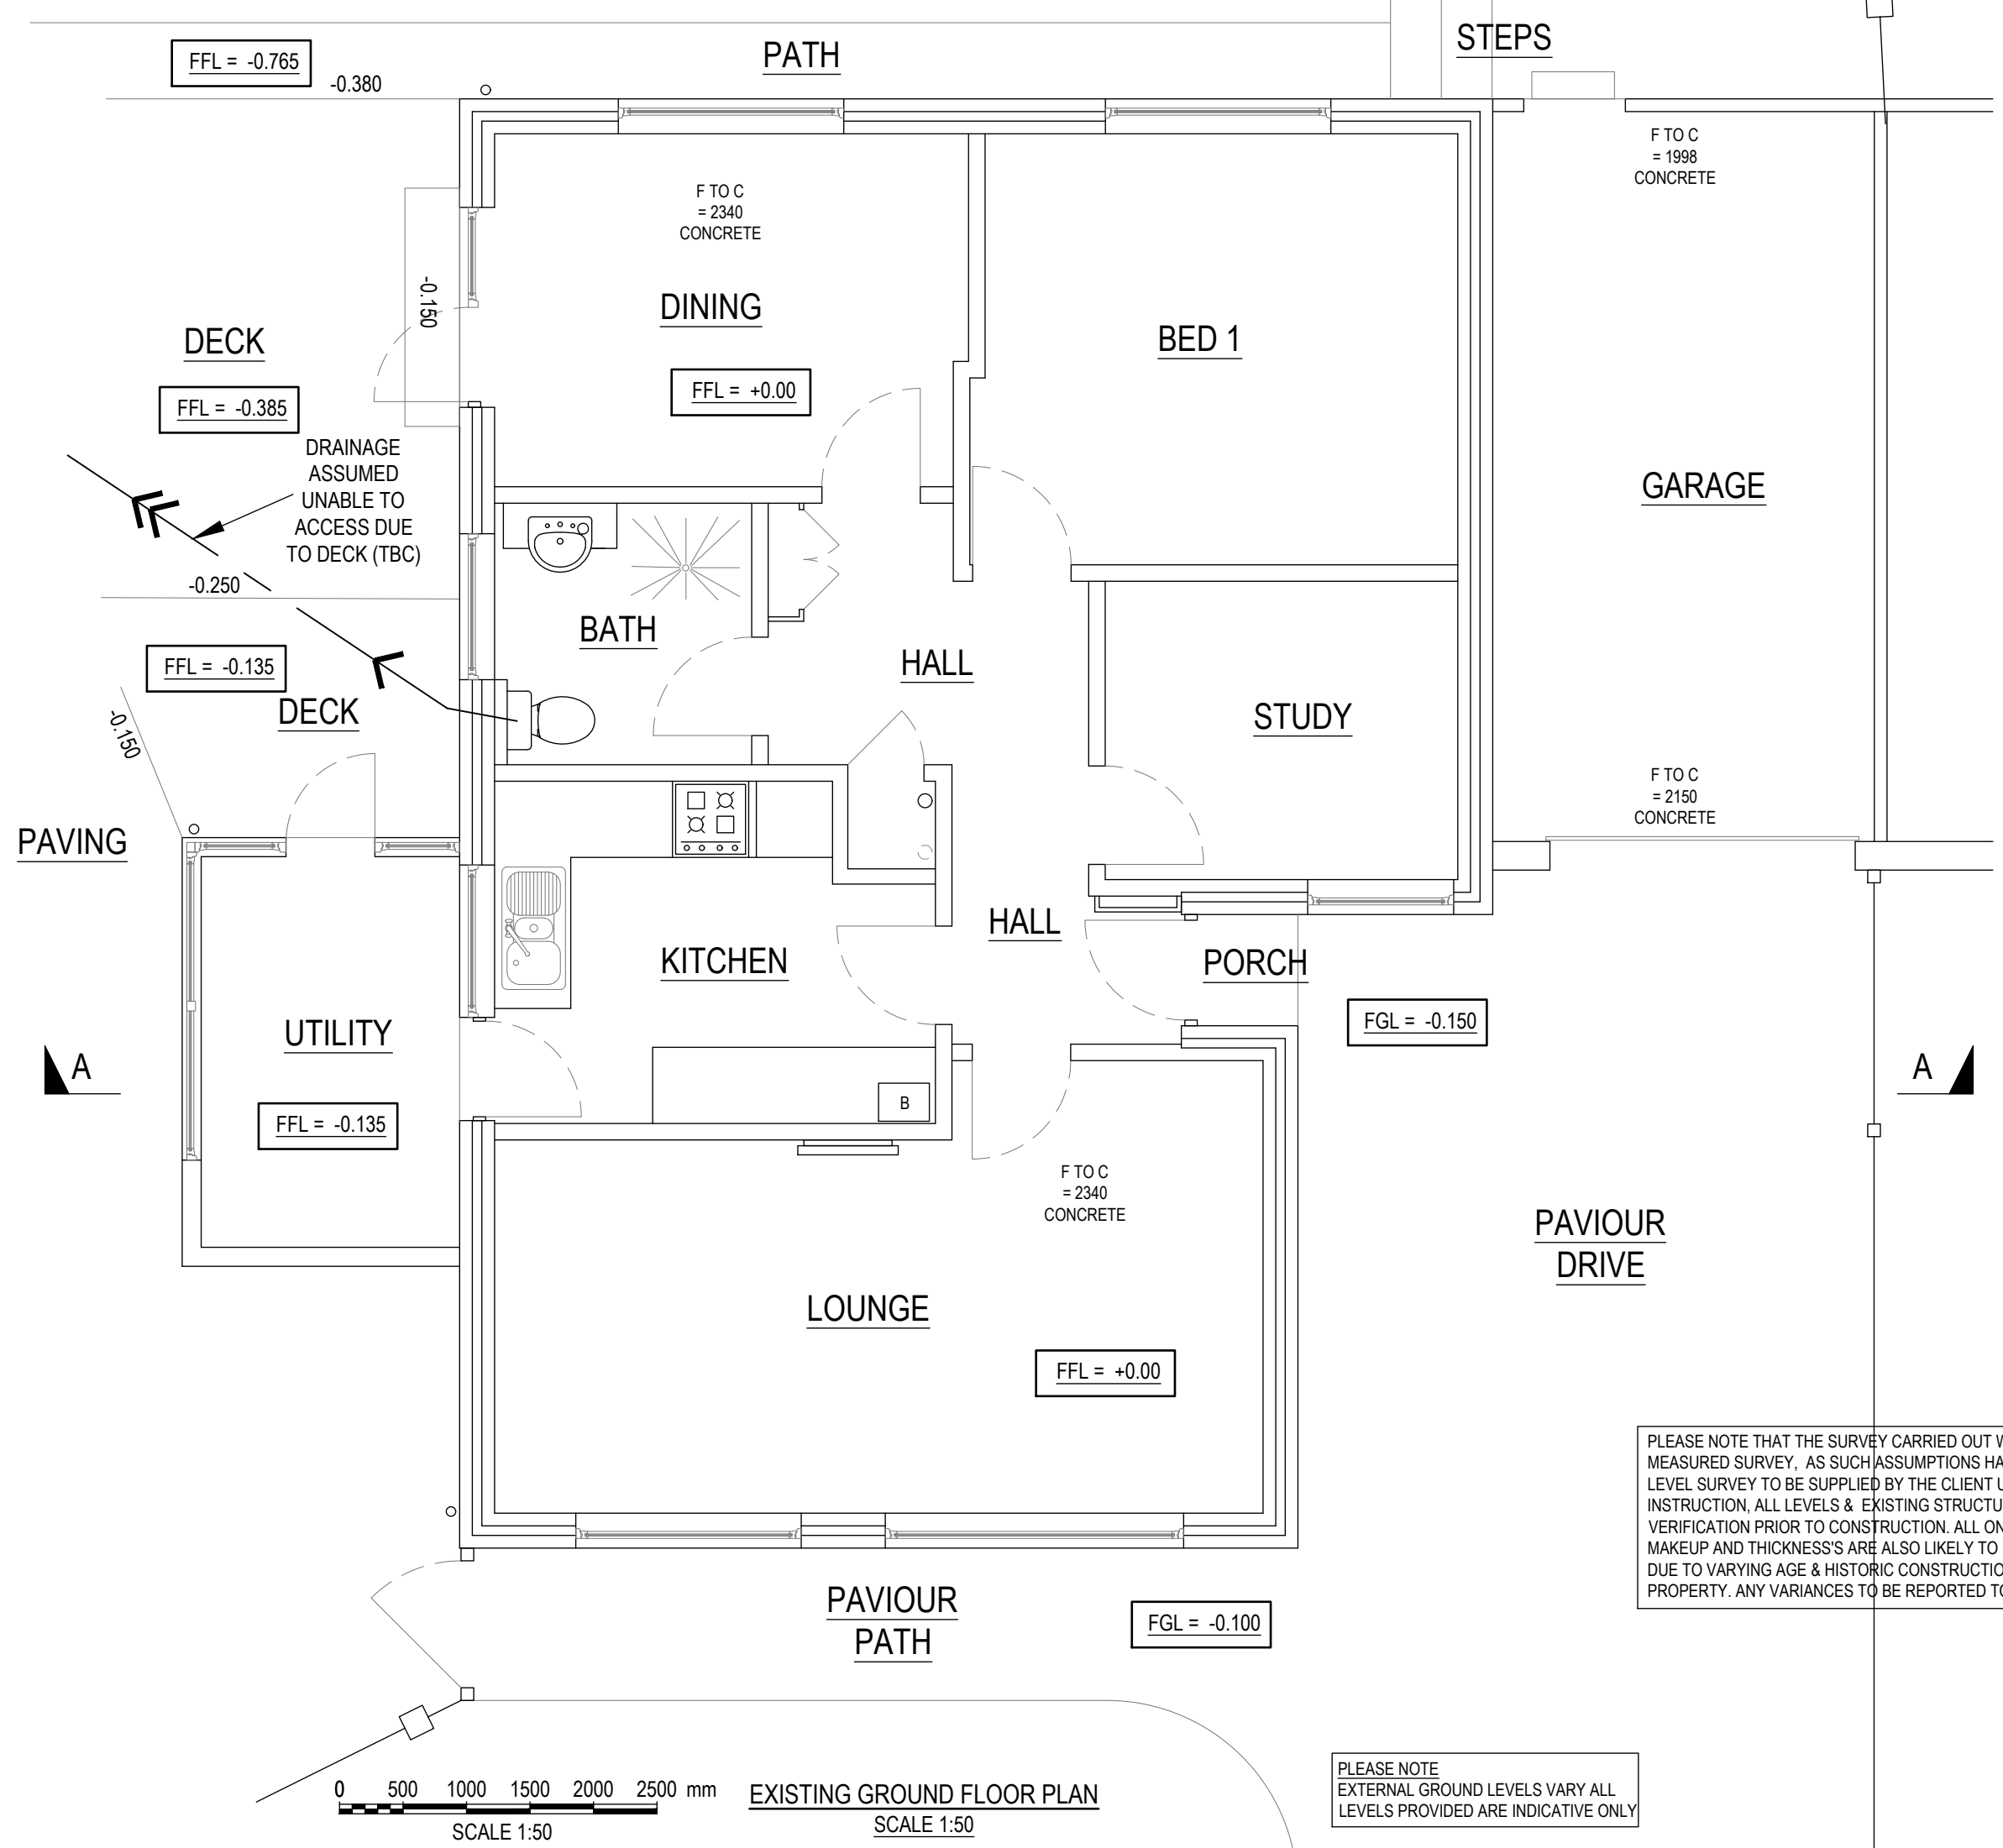 STEPS
PATH
FFL = -0.765
-0.380
F TO C
= 1998
CONCRETE
F TO C
= 2340
CONCRETE
-0.150
DINING
DECK
BED 1
FFL = +0.00
FFL = -0.385
DRAINAGE
ASSUMED
UNABLE TO
ACCESS DUE
TO DECK (TBC)
GARAGE
-0.250
BATH
HALL
FFL = -0.135
DECK
-0.150
STUDY
F TO C
= 2150
CONCRETE
PAVING
HALL
KITCHEN
PORCH
UTILITY
FGL = -0.150
A
A
B
FFL = -0.135
F TO C
= 2340
CONCRETE
PAVIOUR
DRIVE
LOUNGE
FFL = +0.00
PLEASE NOTE THAT THE SURVEY CARRIED OUT
MEASURED SURVEY, AS SUCH ASSUMPTIONS
LEVEL SURVEY TO BE SUPPLIED BY THE CLIENT
INSTRUCTION, ALL LEVELS & EXISTING
VERIFICATION PRIOR TO CONSTRUCTION. ALL
MAKEUP AND THICKNESS'S ARE ALSO LIKELY TO
DUE TO VARYING AGE & HISTORIC
PROPERTY. ANY VARIANCES TO BE REPORTED
PAVIOUR
PATH
FGL = -0.100
PLEASE NOTE
EXTERNAL GROUND LEVELS VARY ALL
LEVELS PROVIDED ARE INDICATIVE ONLY
0 500 1000 1500 2000 2500 mm
SCALE 1:50
EXISTING GROUND FLOOR PLAN
SCALE 1:50